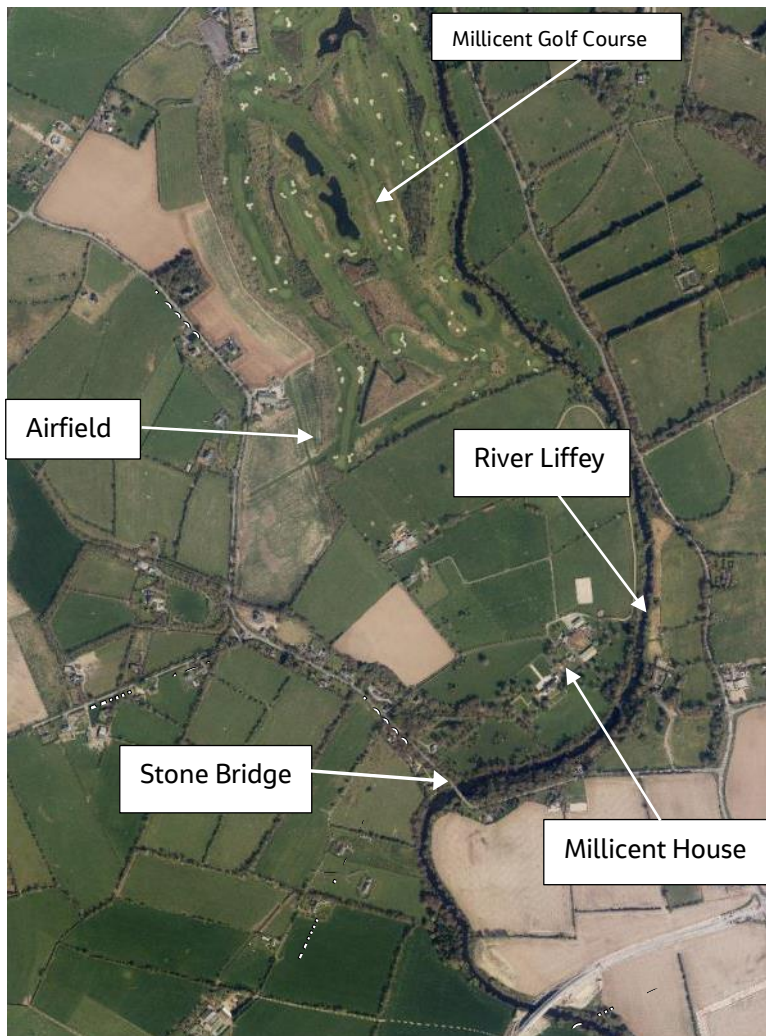 Millicent Golf Course
Airfield
River Liffey
Stone Bridge
Millicent House